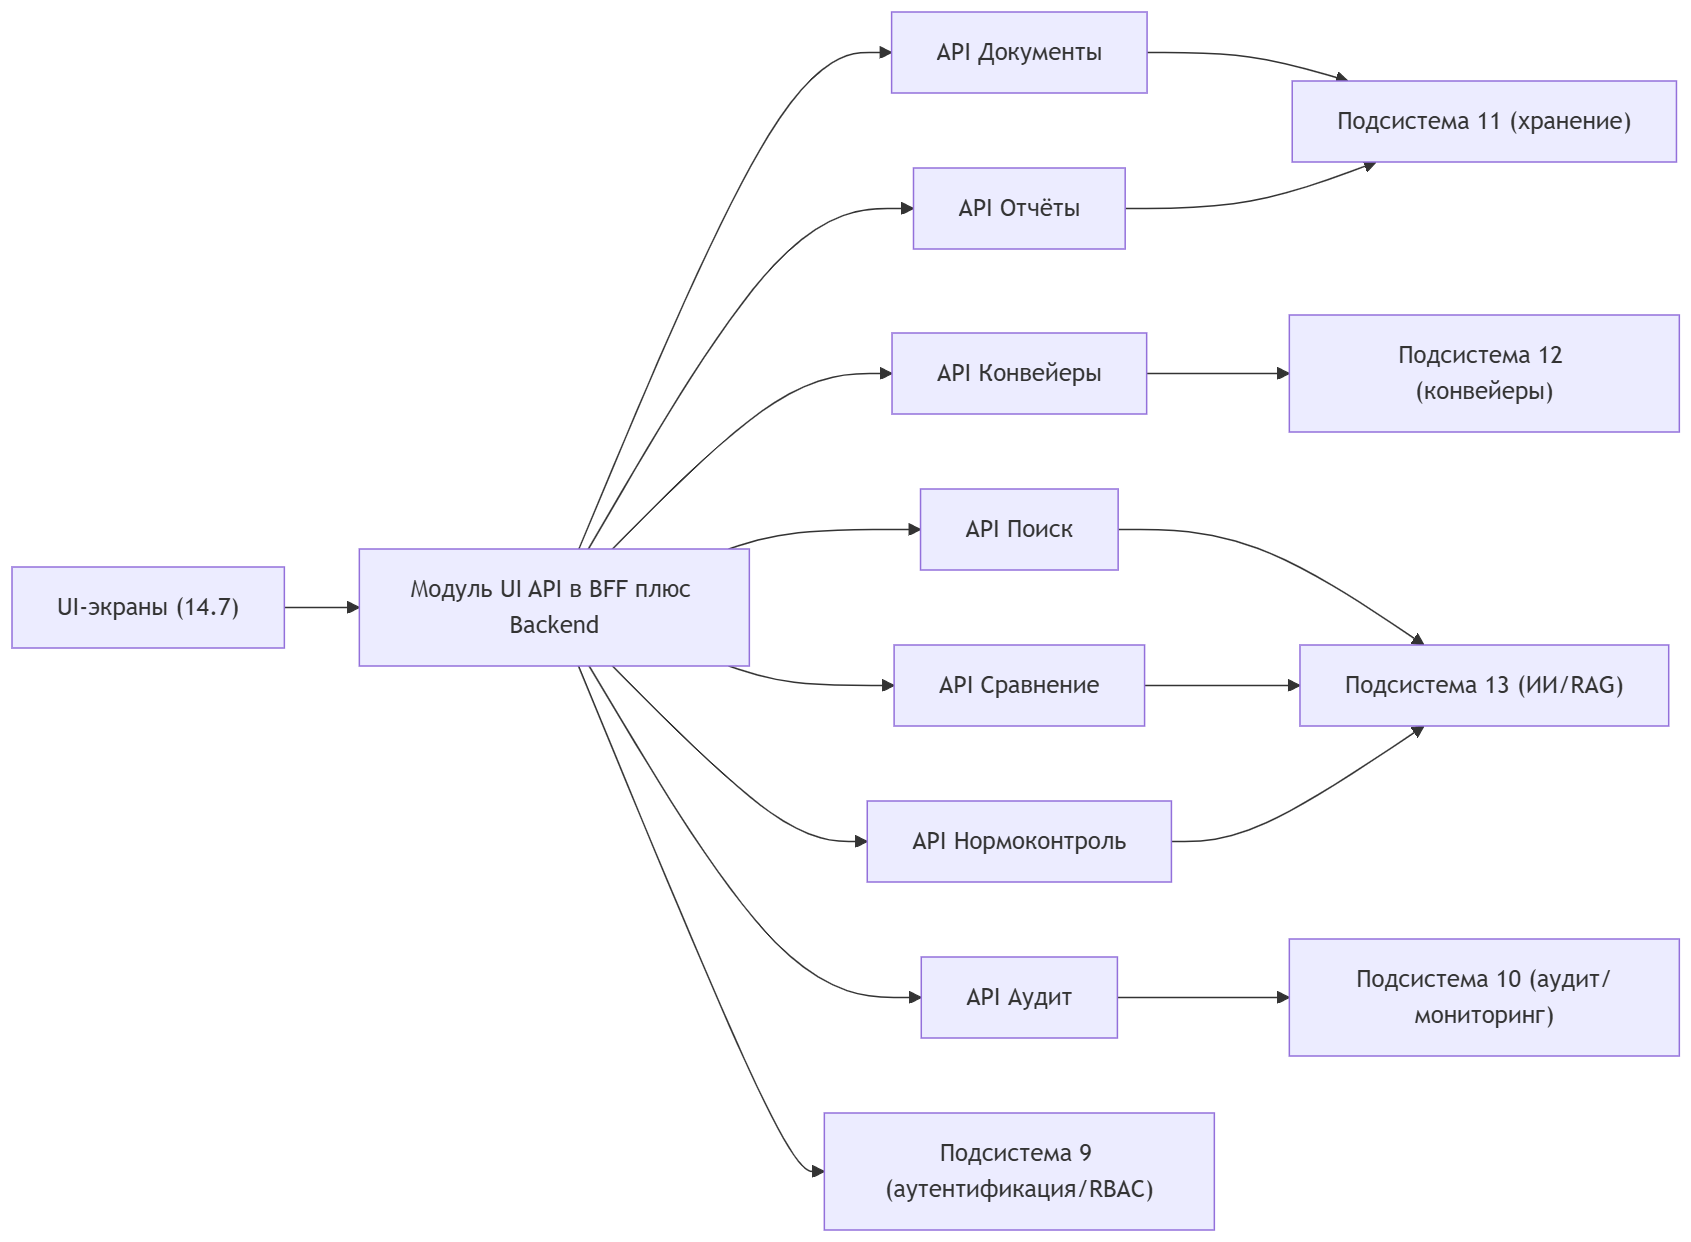 UI-экраны (14.7)
Модуль UI API в BFF плюс
Backend
API Документы
API Отчёты
API Конвейеры
API Поиск
API Сравнение
API Нормоконтроль
API Аудит
Подсистема 9
(аутентификация/RBAC)
Подсистема 11 (хранение)
Подсистема 12
(конвейеры)
Подсистема 13 (ИИ/RAG)
Подсистема 10 (аудит/
мониторинг)